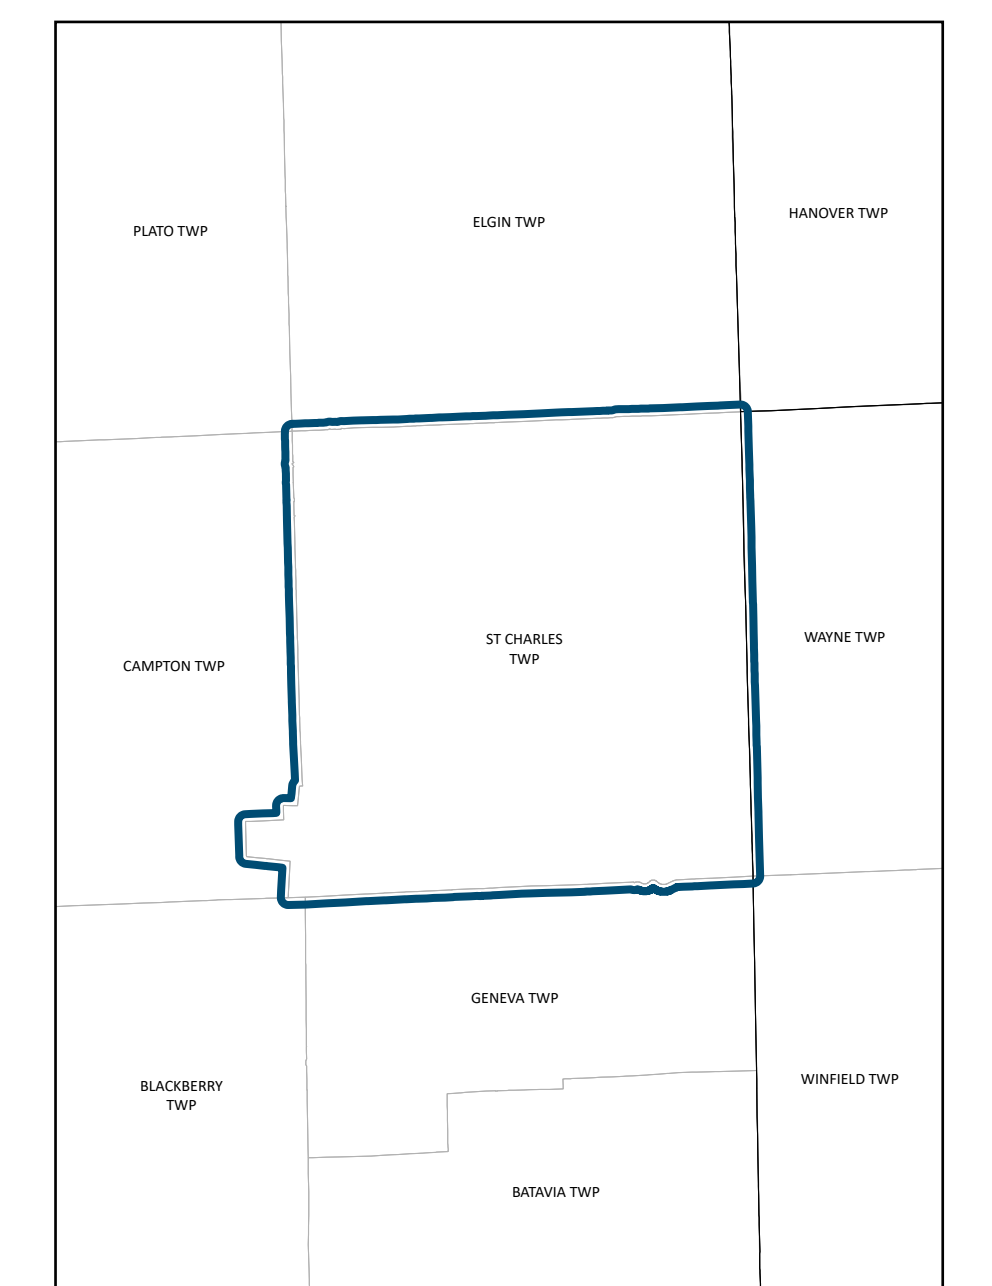 PLATO TWP
ELGIN TWP
HANOVER TWP
CAMPTON TWP
ST CHARLES
TWP
WAYNE TWP
GENEVA TWP
BLACKBERRY
TWP
WINFIELD TWP
BATAVIA TWP